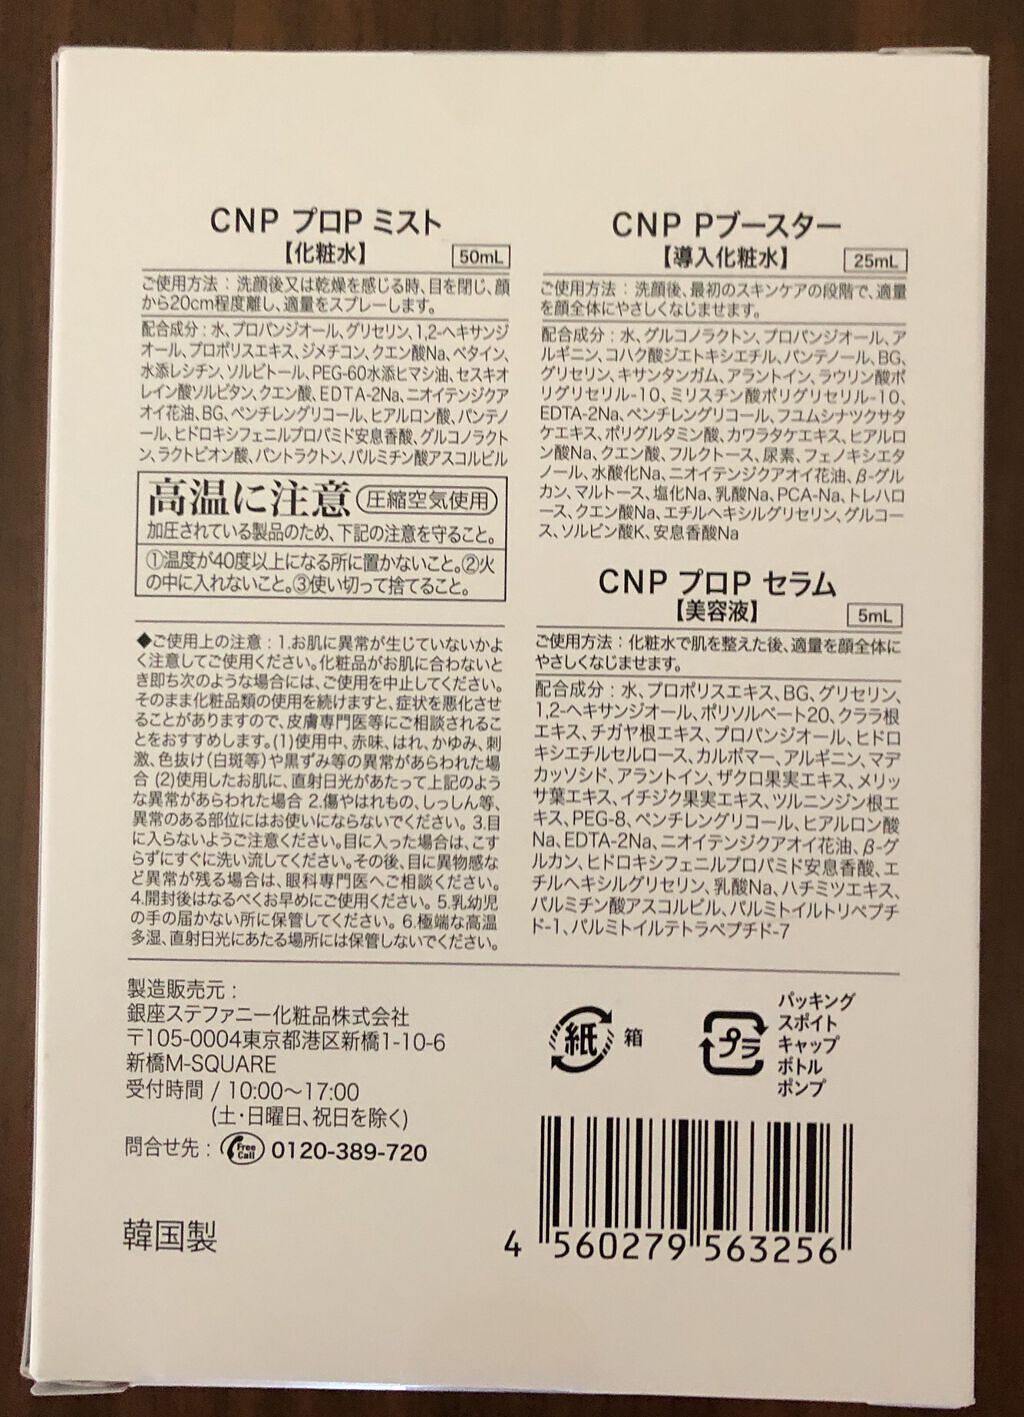 CNP プロP ミスト
【化粧水】 50mL
ご使用方法：洗顔後又は乾燥を感じる時、目を閉じ、顔
から20cm程度離し、適量をスプレーします。
配合成分：水、プロパンジオール、グリセリン、1,2-ヘキサンジ
オール、プロポリスエキス、ジメチコン、クエン酸Na、ベタイン、
水添レシチン、ソルビトール、PEG-60水添ヒマシ油、セスキオ
レイン酸ソルビタン、クエン酸、EDTA-2Na、ニオイテンジクア
オイ花油、BG、ペンチレングリコール、ヒアルロン酸、パンテノ
ール、ヒドロキシフェニルプロパミド安息香酸、グルコノラクト
ン、ラクトビオン酸、パントラクトン、パルミチン酸アスコルビル
高温に注意 圧縮空気使用
加圧されている製品のため、下記の注意を守ること。
①温度が40度以上になる所に置かないこと。②火
の中に入れないこと。③使い切って捨てること。
◆ご使用上の注意：1.お肌に異常が生じていないかよ
く注意してご使用ください。化粧品がお肌に合わないと
き即ち次のような場合には、ご使用を中止してください。
そのまま化粧品類の使用を続けますと、症状を悪化させ
ることがありますので、皮膚専門医等にご相談されるこ
とをおすすめします。(1)使用中、赤味、はれ、かゆみ、刺
激、色抜け(白斑等)や黒ずみ等の異常があらわれた場
合 (2)使用したお肌に、直射日光があたって上記のよう
な異常があらわれた場合 2.傷やはれもの、しっしん等、
異常のある部位にはお使いにならないでください。 3.目
に入らないようご注意ください。目に入った場合は、こす
らずにすぐに洗い流してください。その後、目に異物感な
ど異常が残る場合は、眼科専門医へご相談ください。
4.開封後はなるべくお早めにご使用ください。 5.乳幼児
の手の届かない所に保管してください。 6.極端な高温
多湿、直射日光にあたる場所には保管しないでください。
CNP Pブースター
【導入化粧水】 25mL
ご使用方法：洗顔後、最初のスキンケアの段階で、適量
を顔全体にやさしくなじませます。
配合成分：水、グルコノラクトン、プロパンジオール、ア
ルギニン、コハク酸ジエトキシエチル、パンテノール、BG、
グリセリン、キサンタンガム、アラントイン、ラウリン酸ポ
リグリセリル-10、ミリスチン酸ポリグリセリル-10、
EDTA-2Na、ペンチレングリコール、フユムシナツクサタ
ケエキス、ポリグルタミン酸、カワラタケエキス、ヒアルロ
ン酸Na、クエン酸、フルクトース、尿素、フェノキシエタ
ノール、水酸化Na、ニオイテンジクアオイ花油、β-グル
カン、マルトース、塩化Na、乳酸Na、PCA-Na、トレハロ
ース、クエン酸Na、エチルヘキシルグリセリン、グルコー
ス、ソルビン酸K、安息香酸Na
CNP プロP セラム
【美容液】 5mL
ご使用方法：化粧水で肌を整えた後、適量を顔全体に
やさしくなじませます。
配合成分：水、プロポリスエキス、BG、グリセリン、
1,2-ヘキサンジオール、ポリソルベート20、クララ根
エキス、チガヤ根エキス、プロパンジオール、ヒドロ
キシエチルセルロース、カルボマー、アルギニン、マデ
カッソシド、アラントイン、ザクロ果実エキス、メリッ
サ葉エキス、イチジク果実エキス、ツルニンジン根エ
キス、PEG-8、ペンチレングリコール、ヒアルロン酸
Na、EDTA-2Na、ニオイテンジクアオイ花油、β-グ
ルカン、ヒドロキシフェニルプロパミド安息香酸、エ
チルヘキシルグリセリン、乳酸Na、ハチミツエキス、
パルミチン酸アスコルビル、パルミトイルトリペプチ
ド-1、パルミトイルテトラペプチド-7
製造販売元：
銀座ステファニー化粧品株式会社
〒105-0004東京都港区新橋1-10-6
新橋M-SQUARE
受付時間 / 10:00〜17:00
(土・日曜日、祝日を除く)
問合せ先： Free Call 0120-389-720
韓国製
紙 箱
プラ
パッキング
スポイト
キャップ
ボトル
ポンプ
4 560279 563256